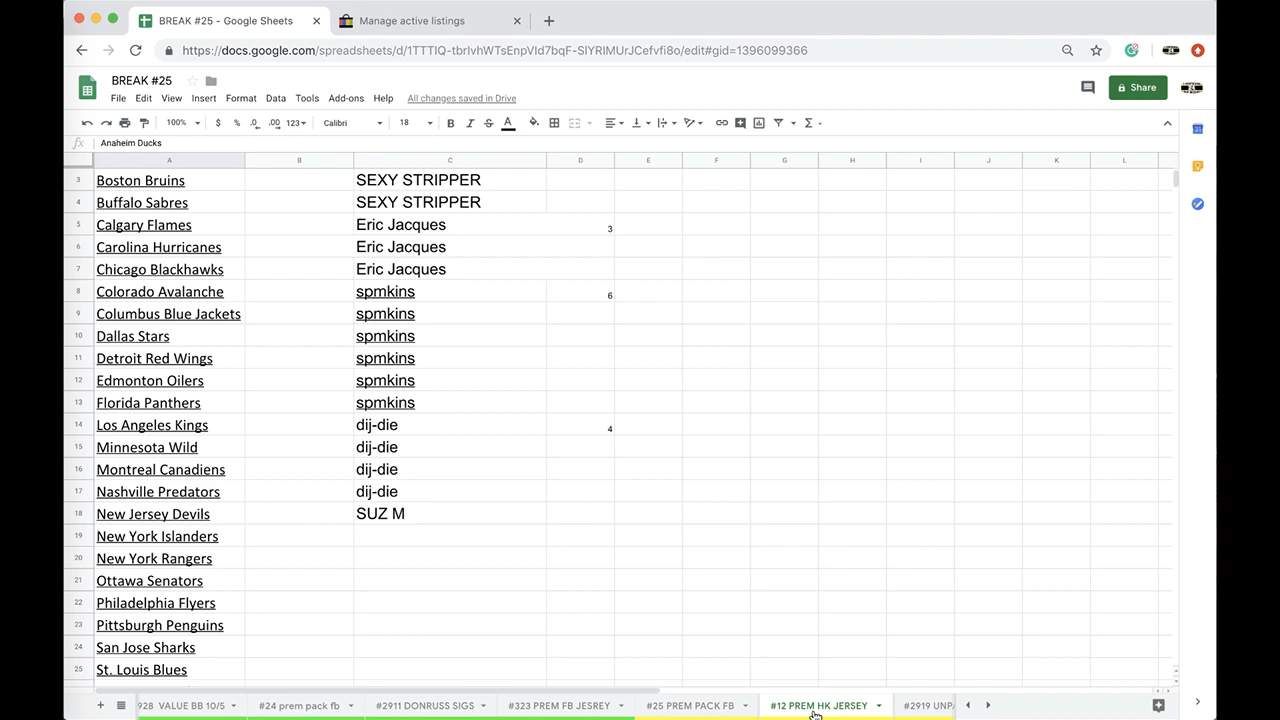 BREAK #25 - Google Sheets
Manage active listings
https://docs.google.com/spreadsheets/d/1TTTIQ-tbrIvhWTsEnpVId7bqF-SIYRIMUrJCefvfi8o/edit#gid=1396099366
BREAK #25
File Edit View Insert Format Data Tools Add-ons Help All changes saved in Drive
Share
100% $ % .0 .00 123 Calibri 18 B I S A
fx Anaheim Ducks
A B C D E F G H I J K L
3 Boston Bruins SEXY STRIPPER
4 Buffalo Sabres SEXY STRIPPER
5 Calgary Flames Eric Jacques 3
6 Carolina Hurricanes Eric Jacques
7 Chicago Blackhawks Eric Jacques
8 Colorado Avalanche spmkins 6
9 Columbus Blue Jackets spmkins
10 Dallas Stars spmkins
11 Detroit Red Wings spmkins
12 Edmonton Oilers spmkins
13 Florida Panthers spmkins
14 Los Angeles Kings dij-die 4
15 Minnesota Wild dij-die
16 Montreal Canadiens dij-die
17 Nashville Predators dij-die
18 New Jersey Devils SUZ M
19 New York Islanders
20 New York Rangers
21 Ottawa Senators
22 Philadelphia Flyers
23 Pittsburgh Penguins
24 San Jose Sharks
25 St. Louis Blues
928 VALUE BB 10/5 #24 prem pack fb #2911 DONRUSS SIGS #323 PREM FB JESREY #25 PREM PACK FB #12 PREM HK JERSEY #2919 UNPA